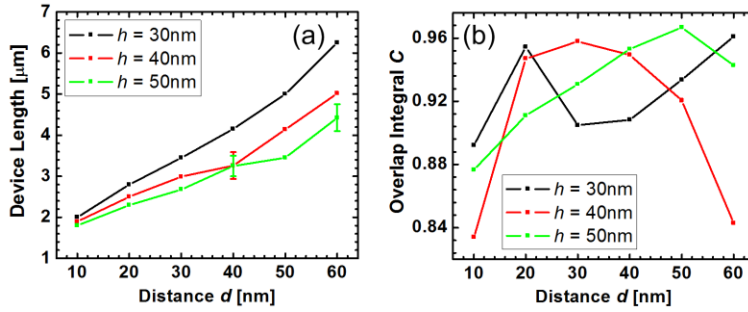 (a)
h = 30nm
h = 40nm
h = 50nm
Device Length [μm]
7
6
5
4
3
2
1
10 20 30 40 50 60
Distance d [nm]
(b)
h = 30nm
h = 40nm
h = 50nm
Overlap Integral C
0.96
0.92
0.88
0.84
10 20 30 40 50 60
Distance d [nm]